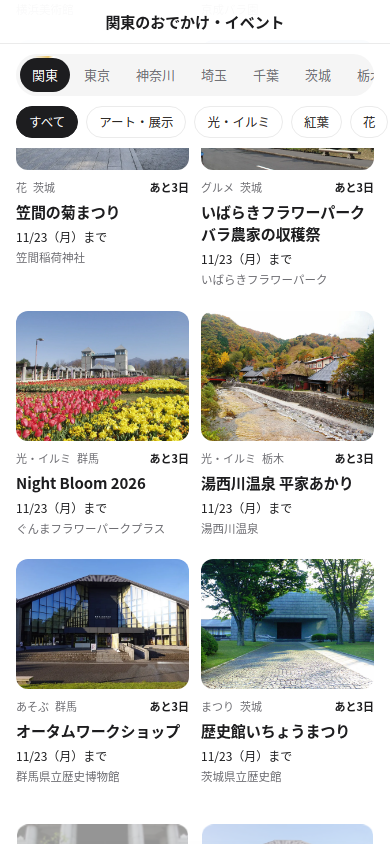 関東のおでかけ・イベント
関東 東京 神奈川 埼玉 千葉 茨城 栃
すべて アート・展示 光・イルミ 紅葉 花
花 茨城 あと3日
笠間の菊まつり
11/23（月）まで
笠間稲荷神社
グルメ 茨城 あと3日
いばらきフラワーパーク
バラ農家の収穫祭
11/23（月）まで
いばらきフラワーパーク
光・イルミ 群馬 あと3日
Night Bloom 2026
11/23（月）まで
ぐんまフラワーパークプラス
光・イルミ 栃木 あと3日
湯西川温泉 平家あかり
11/23（月）まで
湯西川温泉
あそぶ 群馬 あと3日
オータムワークショップ
11/23（月）まで
群馬県立歴史博物館
まつり 茨城 あと3日
歴史館いちょうまつり
11/23（月）まで
茨城県立歴史館